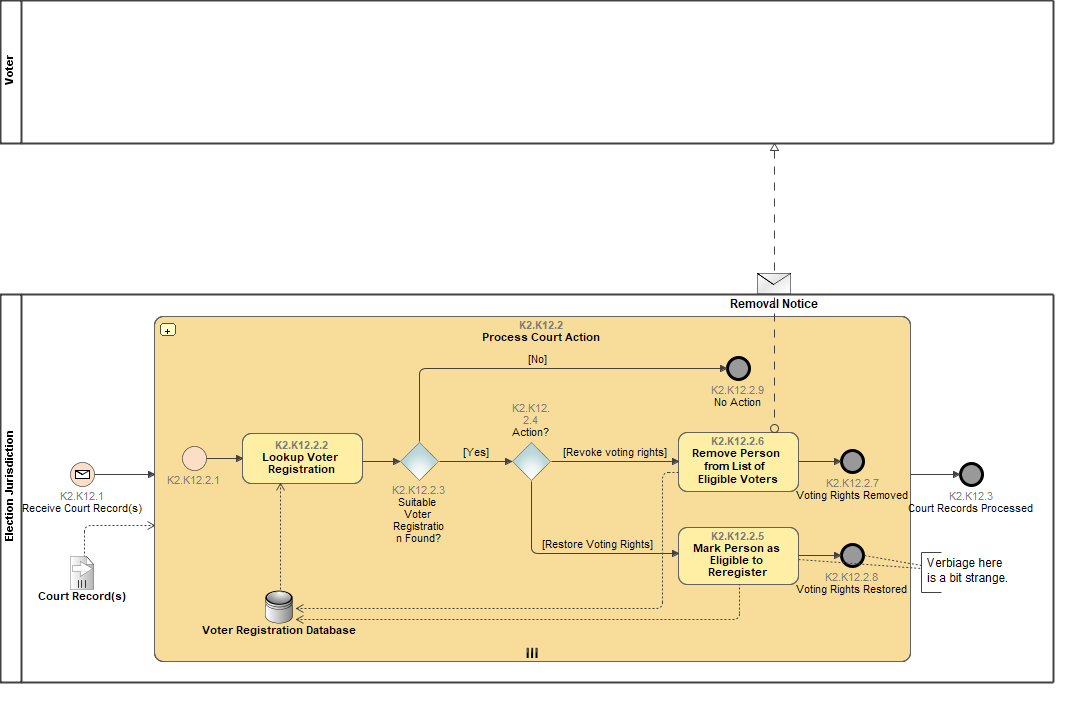 Voter
Removal Notice
Election Jurisdiction
K2.K12.2
Process Court Action
[No]
K2.K12.2.9
No Action
K2.K12.
2.4
Action?
K2.K12.2.2
Lookup Voter
Registration
[Yes]
[Revoke voting rights]
K2.K12.2.6
Remove Person
from List of
Eligible Voters
K2.K12.2.1
K2.K12.2.3
Suitable
Voter
Registratio
n Found?
K2.K12.2.7
Voting Rights Removed
K2.K12.1
Receive Court Record(s)
K2.K12.3
Court Records Processed
[Restore Voting Rights]
K2.K12.2.5
Mark Person as
Eligible to
Reregister
K2.K12.2.8
Voting Rights Restored
Verbiage here
is a bit strange.
Court Record(s)
Voter Registration Database